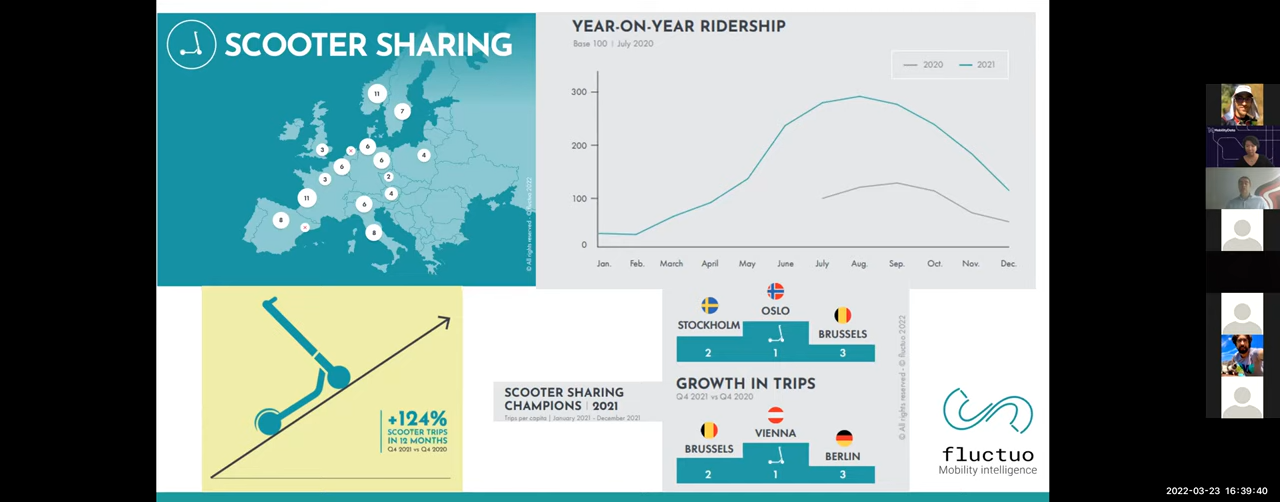 SCOOTER SHARING
11
7
3
6
6
4
6
3
2
4
11
6
8
8
© All rights reserved - © fluctuo 2022
YEAR-ON-YEAR RIDERSHIP
Base 100 | July 2020
2020 2021
300
200
100
0
Jan. Feb. March April May June July Aug. Sep. Oct. Nov. Dec.
+124%
SCOOTER TRIPS
IN 12 MONTHS
Q4 2021 vs Q4 2020
SCOOTER SHARING
CHAMPIONS | 2021
Trips per capita | January 2021 - December 2021
OSLO
STOCKHOLM
BRUSSELS
2 1 3
GROWTH IN TRIPS
Q4 2021 vs Q4 2020
VIENNA
BRUSSELS
BERLIN
2 1 3
© All rights reserved - © fluctuo 2022
fluctuo
Mobility intelligence
MobilityData
2022-03-23 16:39:40